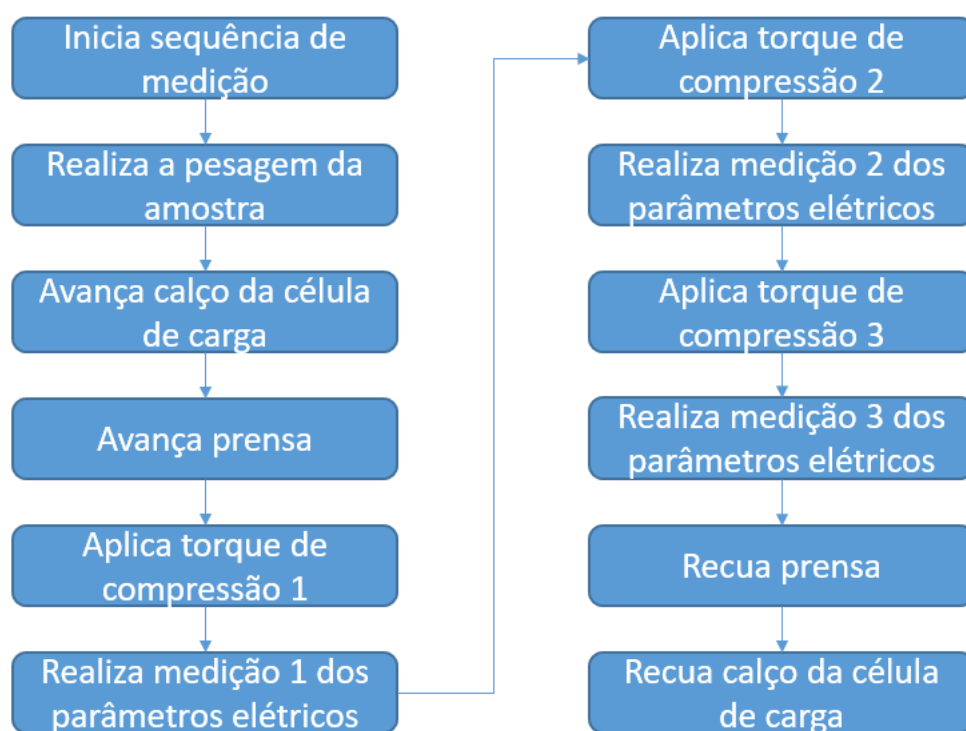 Inicia sequência de
medição
Realiza a pesagem da
amostra
Avança calço da célula
de carga
Avança prensa
Aplica torque de
compressão 1
Realiza medição 1 dos
parâmetros elétricos
Aplica torque de
compressão 2
Realiza medição 2 dos
parâmetros elétricos
Aplica torque de
compressão 3
Realiza medição 3 dos
parâmetros elétricos
Recua prensa
Recua calço da célula
de carga